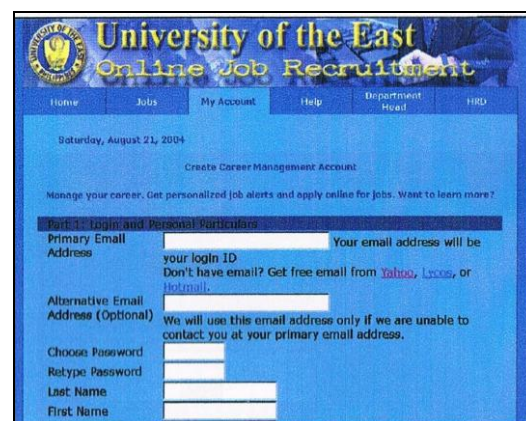 University of the East
Online Job Recruitment
Home Jobs My Account Help Department Head HRD
Saturday, August 21, 2004
Create Career Management Account
Manage your career. Get personalized job alerts and apply online for jobs. Want to learn more?
Part 1: Login and Personal Particulars
Primary Email Address
Your email address will be
your login ID
Don't have email? Get free email from Yahoo, Lycos, or
Hotmail.
Alternative Email
Address (Optional)
We will use this email address only if we are unable to
contact you at your primary email address.
Choose Password
Retype Password
Last Name
First Name